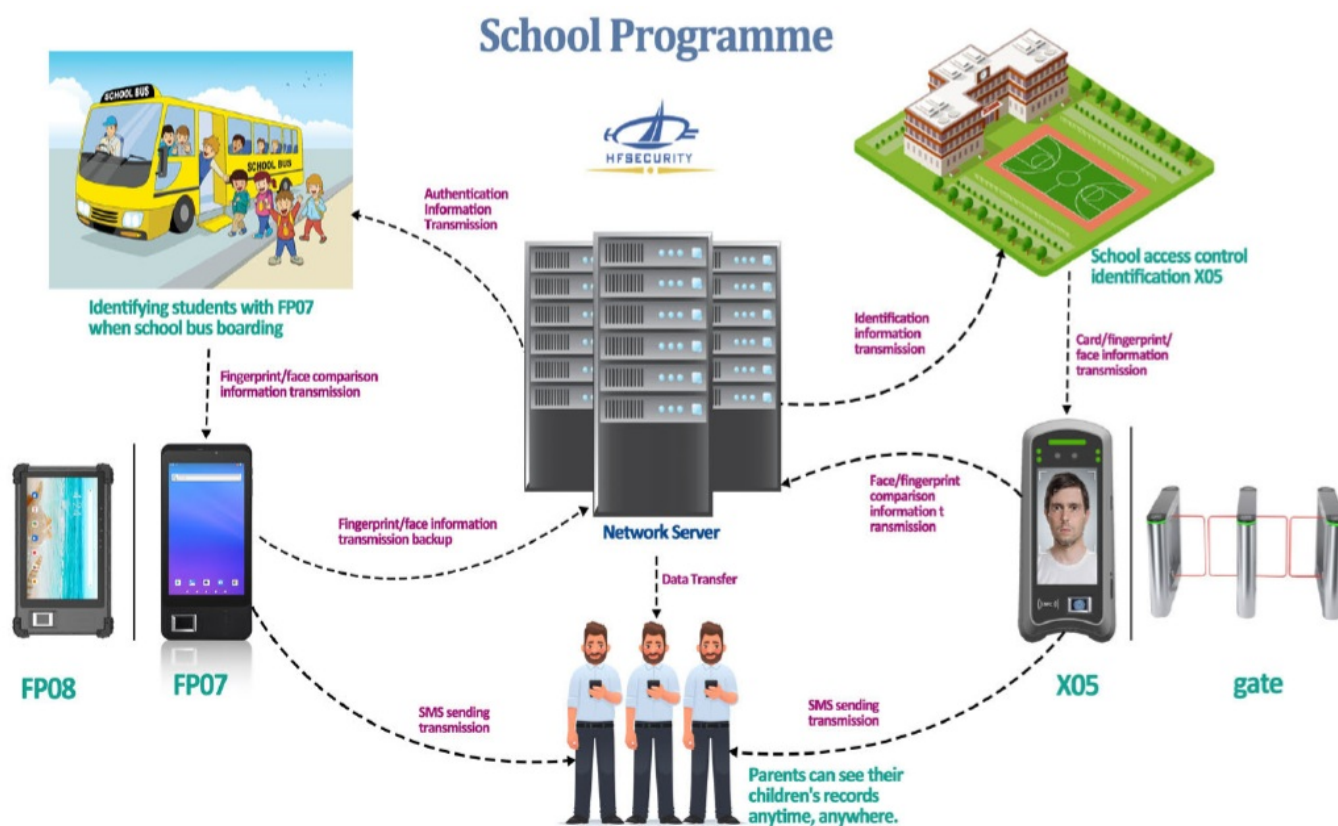 School Programme
SCHOOL BUS
SCHOOL BUS
HFSECURITY
Authentication
Information
Transmission
School access control
identification X05
Identifying students with FP07
when school bus boarding
Identification
information
transmission
Card/fingerprint/
face information
transmission
Fingerprint/face comparison
information transmission
Face/fingerprint
comparison
information t
ransmission
Fingerprint/face information
transmission backup
Network Server
Data Transfer
FP08
FP07
X05
gate
SMS sending
transmission
SMS sending
transmission
Parents can see their
children's records
anytime, anywhere.